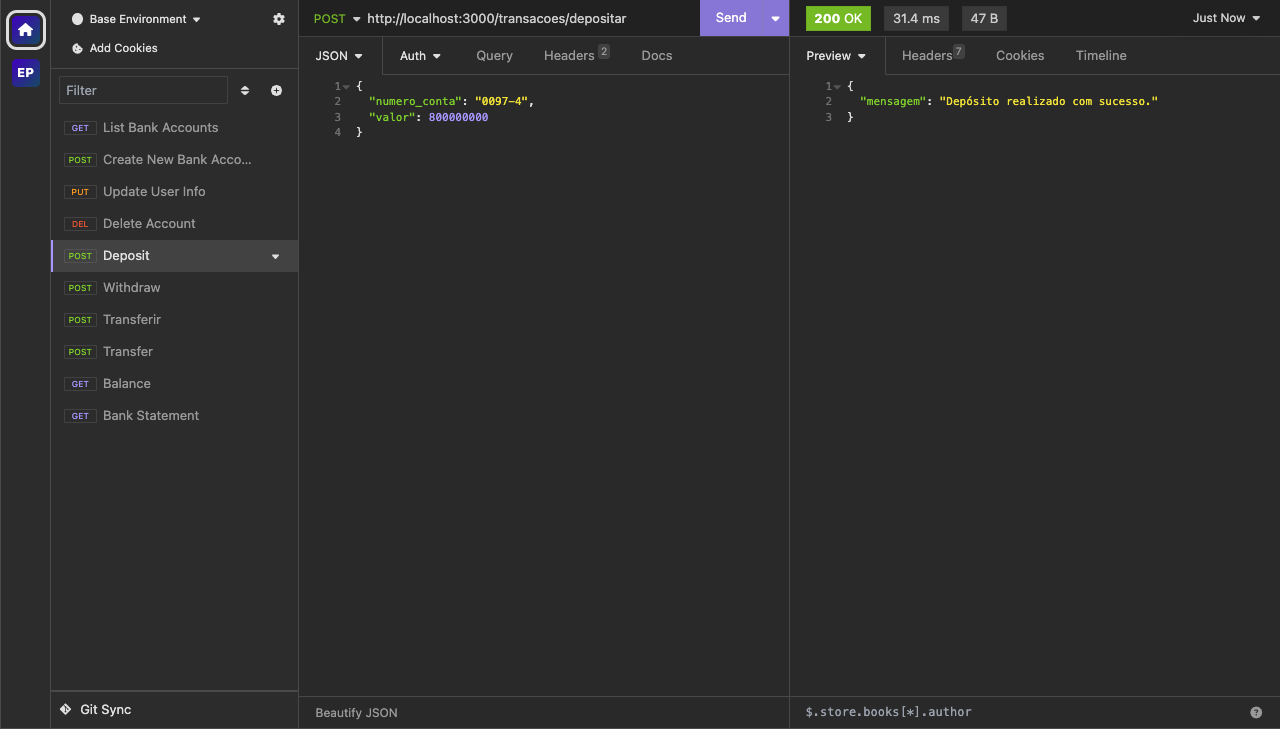 Base Environment
Add Cookies
EP
Filter
GET List Bank Accounts
POST Create New Bank Acco...
PUT Update User Info
DEL Delete Account
POST Deposit
POST Withdraw
POST Transferir
POST Transfer
GET Balance
GET Bank Statement
Git Sync
POST http://localhost:3000/transacoes/depositar Send
JSON Auth Query Headers 2 Docs
1 {
2 "numero_conta": "0097-4",
3 "valor": 800000000
4 }
Beautify JSON
200 OK 31.4 ms 47 B Just Now
Preview Headers 7 Cookies Timeline
1 {
2 "mensagem": "Depósito realizado com sucesso."
3 }
$.store.books[*].author ?